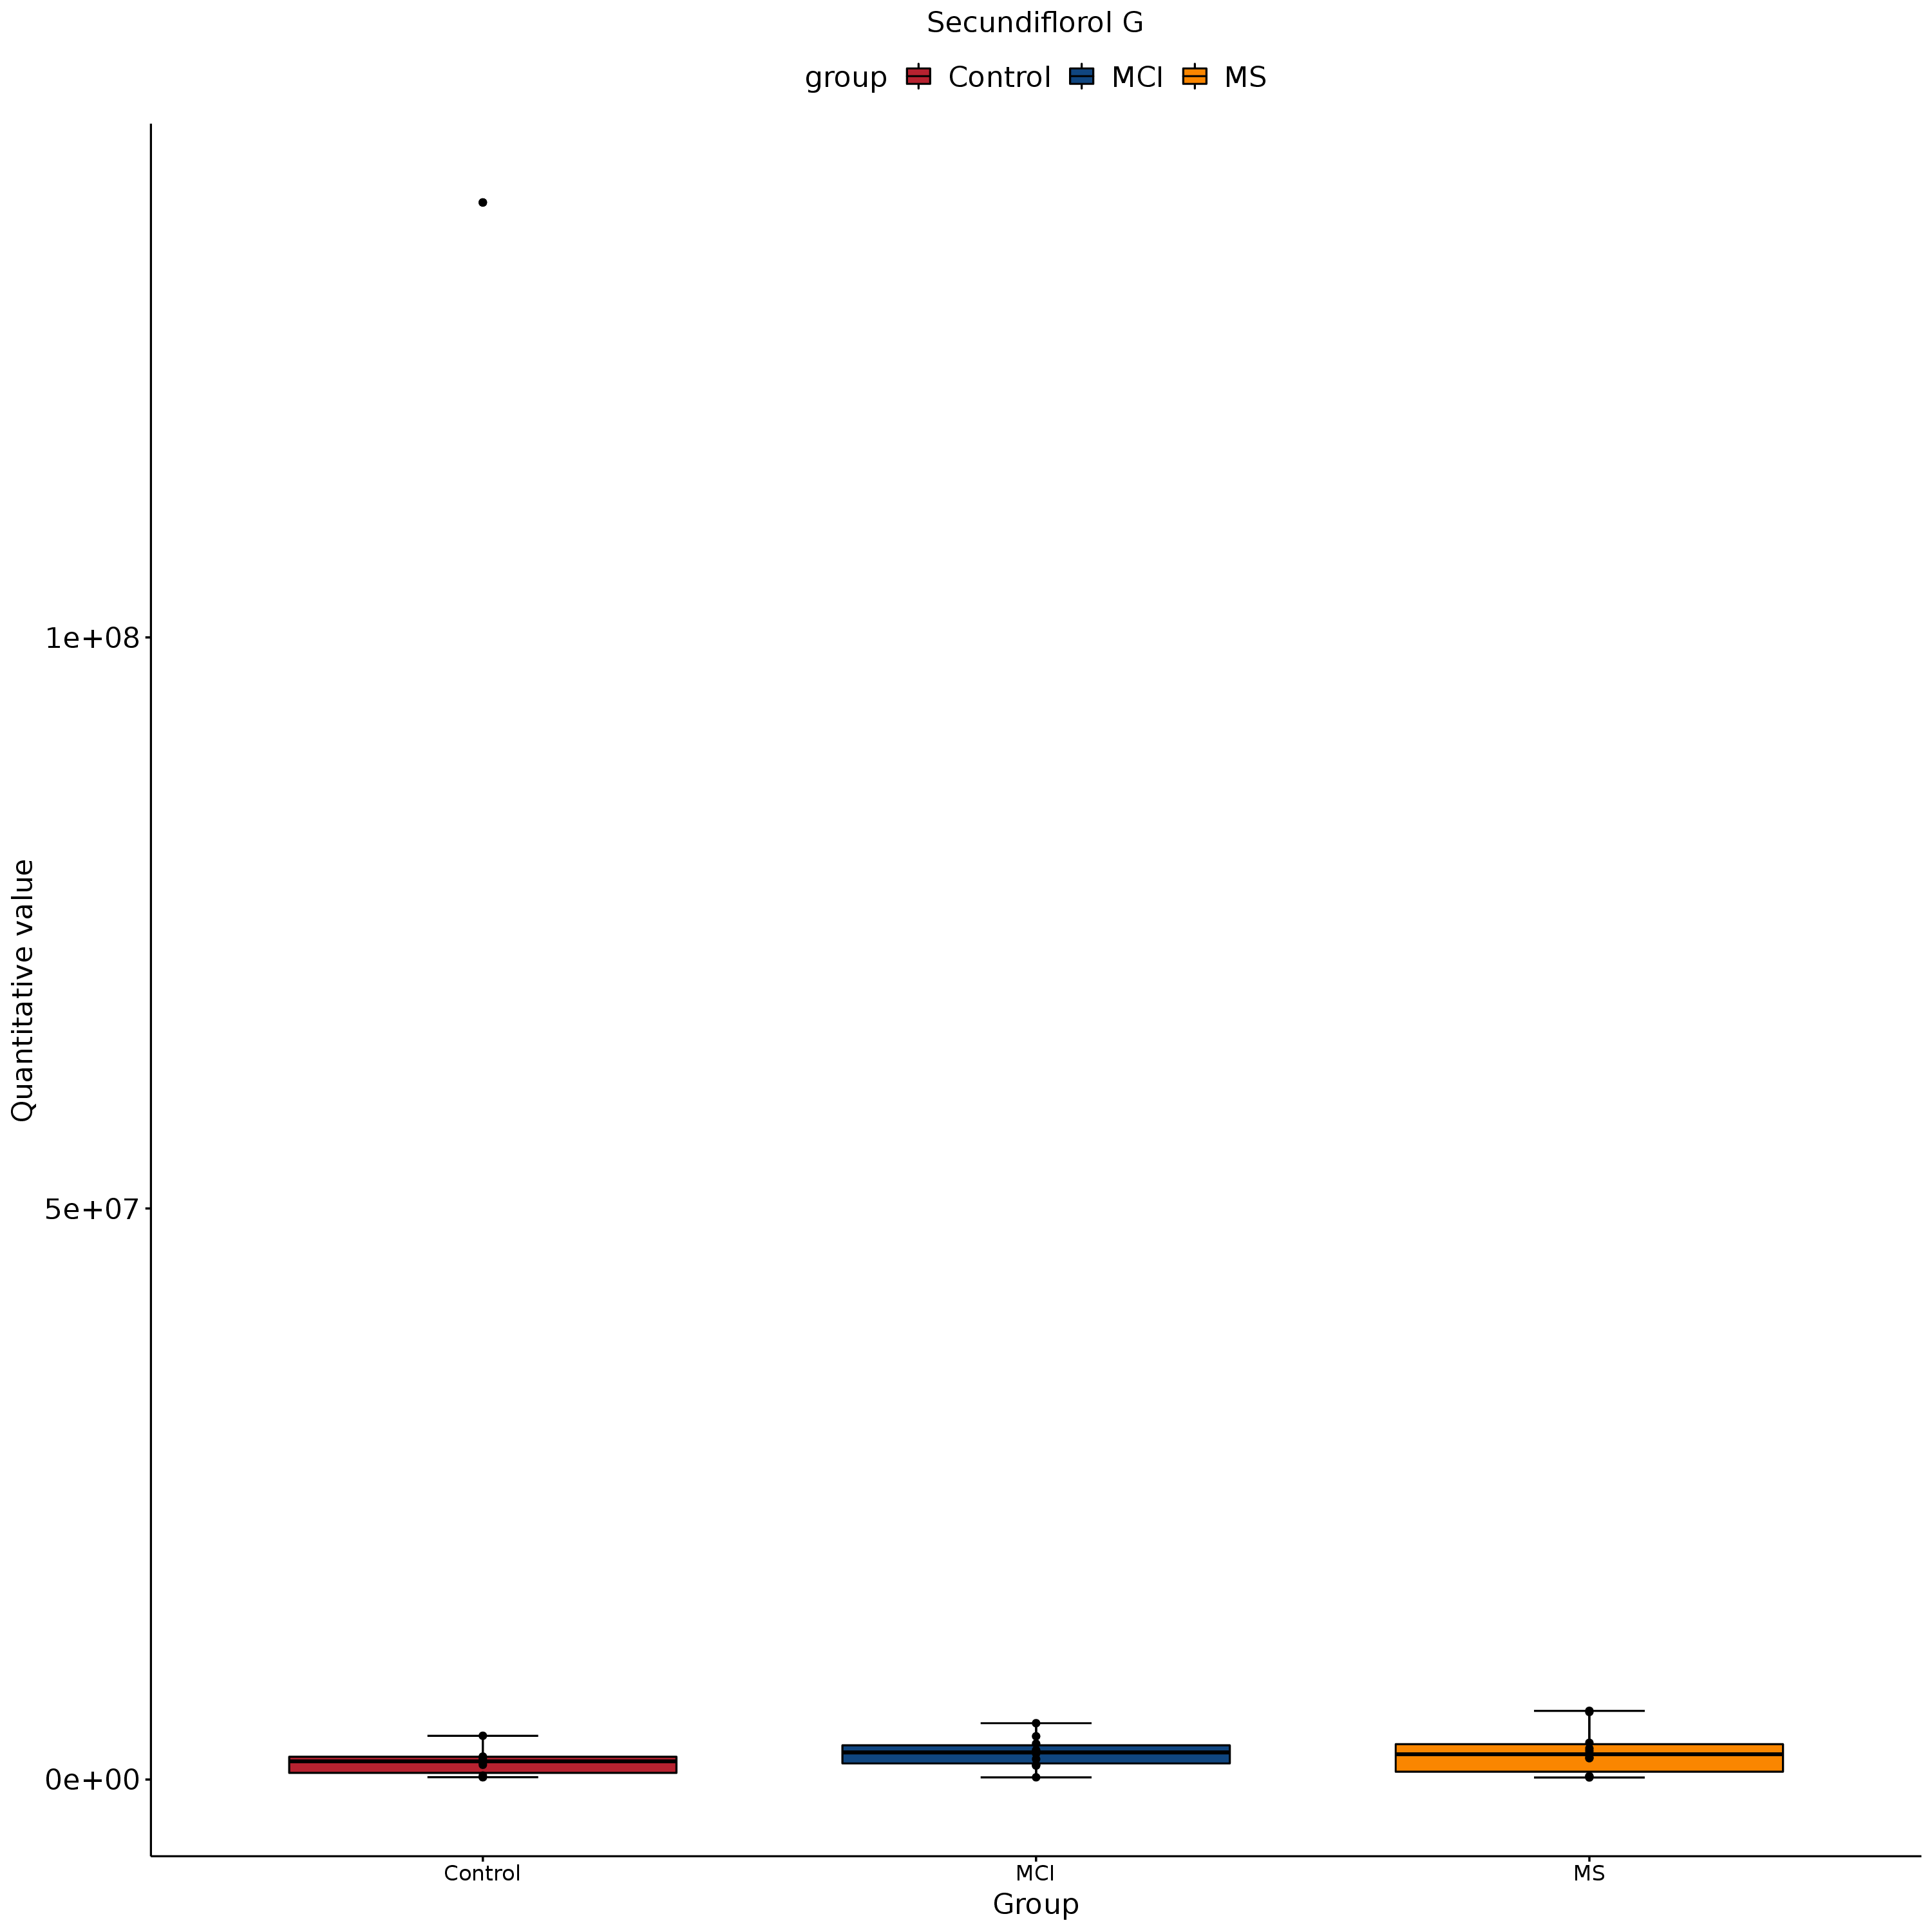 Secundiflorol G
group Control MCI MS
1e+08
5e+07
0e+00
Quantitative value
Control MCI MS
Group